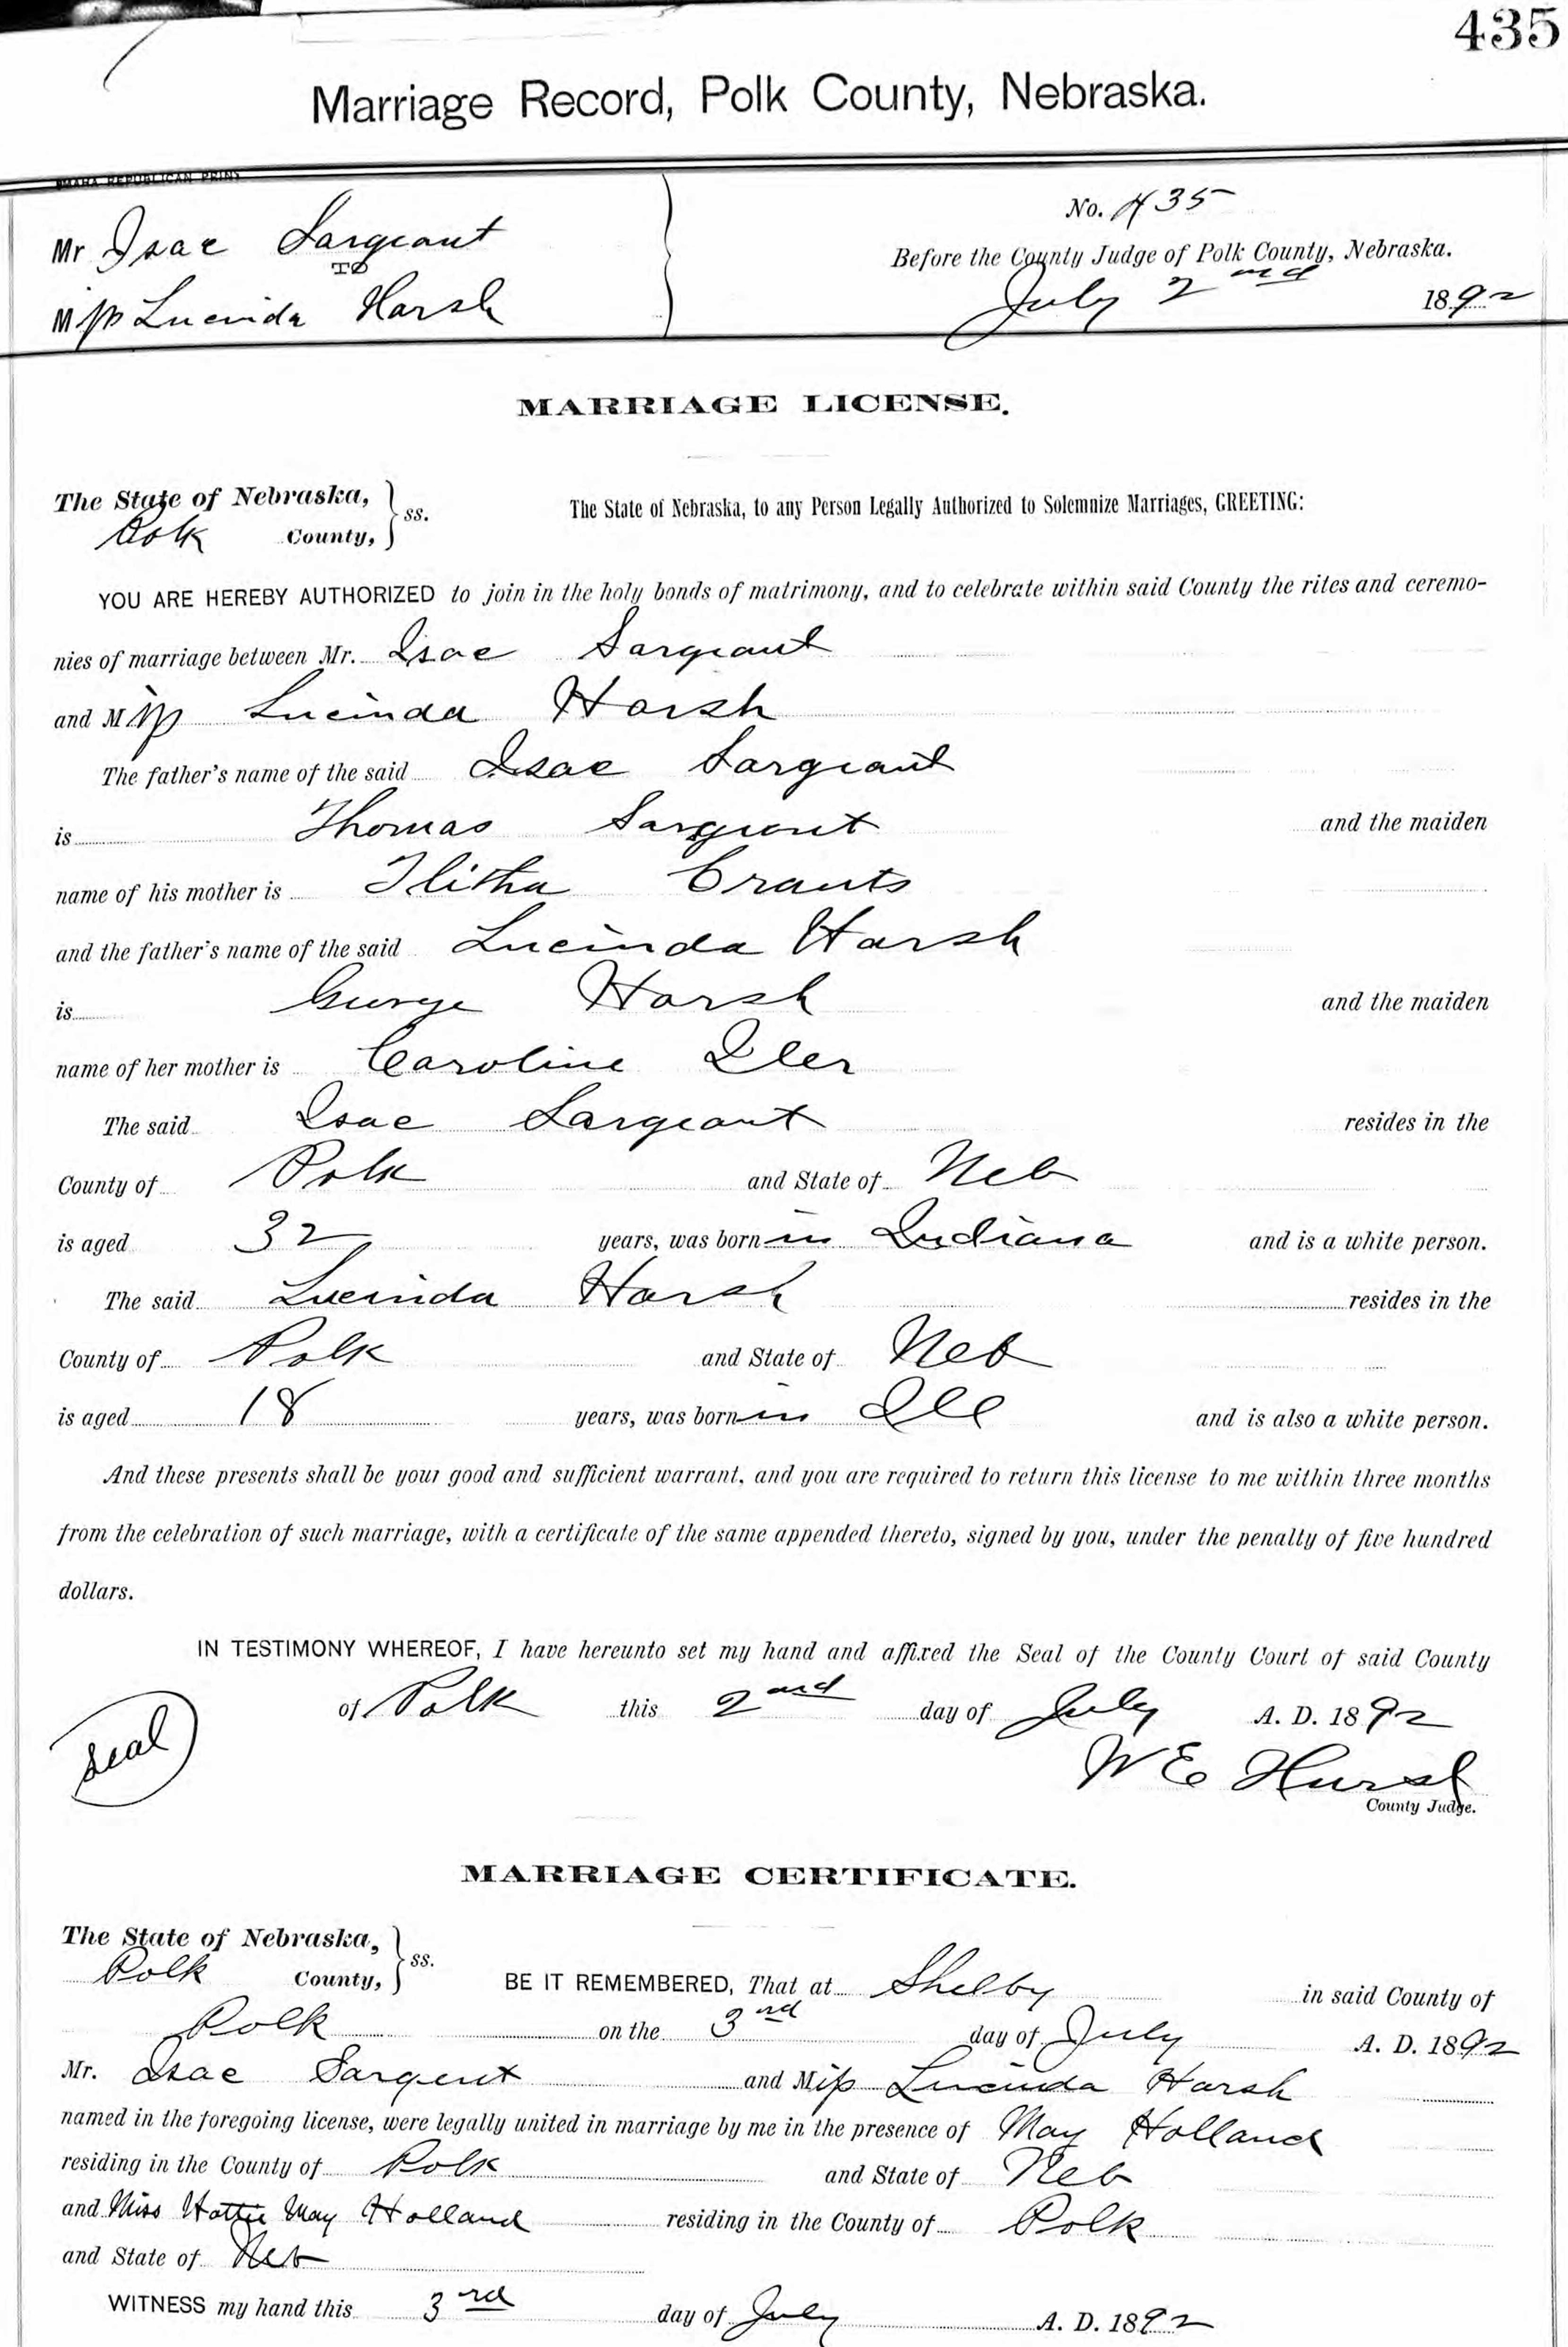 435
Marriage Record, Polk County, Nebraska.
OMAHA REPUBLICAN PRINT
Mr Isac Sargeant
TO
Miss Lucinda Harsh
No. 435
Before the County Judge of Polk County, Nebraska.
July 2nd 1892
MARRIAGE LICENSE.
The State of Nebraska,
Polk County, } ss.
The State of Nebraska, to any Person Legally Authorized to Solemnize Marriages, GREETING:
YOU ARE HEREBY AUTHORIZED to join in the holy bonds of matrimony, and to celebrate within said County the rites and ceremo-
nies of marriage between Mr. Isac Sargeant
and Miss Lucinda Harsh
The father's name of the said Isac Sargeant
is Thomas Sargeant and the maiden
name of his mother is Tlitha Crants
and the father's name of the said Lucinda Harsh
is George Harsh and the maiden
name of her mother is Caroline Iler
The said Isac Sargeant resides in the
County of Polk and State of Neb
is aged 32 years, was born in Indiana and is a white person.
The said Lucinda Harsh resides in the
County of Polk and State of Neb
is aged 18 years, was born in Ill and is also a white person.
And these presents shall be your good and sufficient warrant, and you are required to return this license to me within three months
from the celebration of such marriage, with a certificate of the same appended thereto, signed by you, under the penalty of five hundred
dollars.
IN TESTIMONY WHEREOF, I have hereunto set my hand and affixed the Seal of the County Court of said County
of Polk this 2nd day of July A. D. 1892
Seal
W E Hurst
County Judge.
MARRIAGE CERTIFICATE.
The State of Nebraska,
Polk County, } ss.
BE IT REMEMBERED, That at Shelby in said County of
Polk on the 3rd day of July A. D. 1892
Mr. Isac Sargent and Miss Lucinda Harsh
named in the foregoing license, were legally united in marriage by me in the presence of May Holland
residing in the County of Polk and State of Neb
and Miss Hattie May Holland residing in the County of Polk
and State of Neb
WITNESS my hand this 3rd day of July A. D. 1892